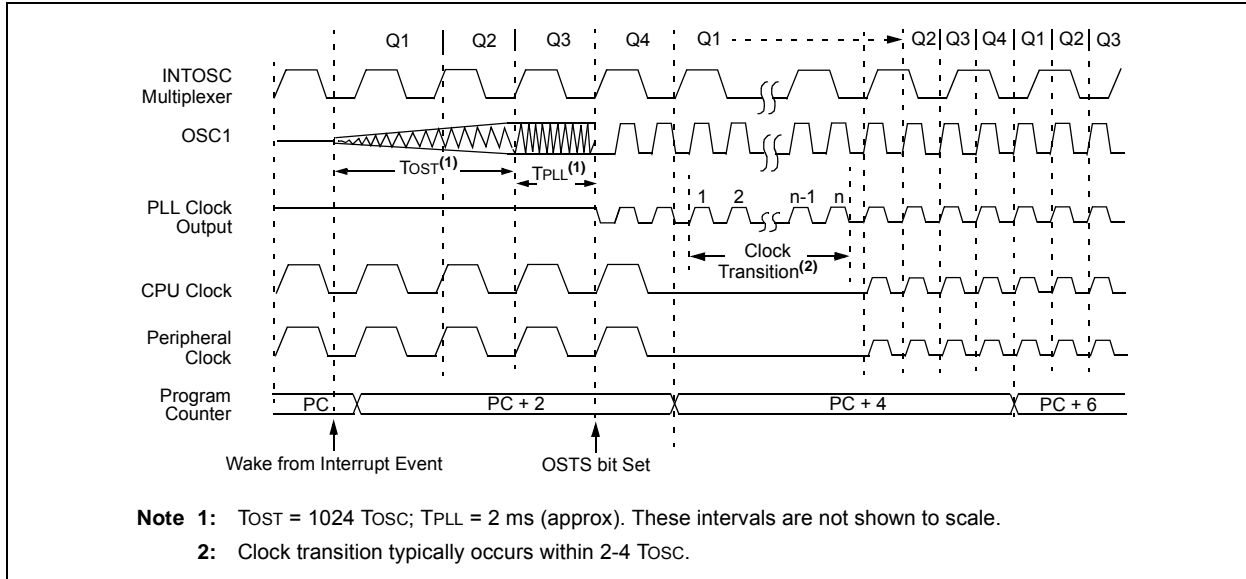 Q1 Q2 Q3 Q4 Q1 Q2 Q3 Q4 Q1 Q2 Q3
INTOSC
Multiplexer
OSC1
TOST(1)
TPLL(1)
PLL Clock
Output
1 2 n-1 n
Clock
Transition(2)
CPU Clock
Peripheral
Clock
Program
Counter
PC PC + 2 PC + 4 PC + 6
Wake from Interrupt Event
OSTS bit Set
Note 1: TOST = 1024 TOSC; TPLL = 2 ms (approx). These intervals are not shown to scale.
2: Clock transition typically occurs within 2-4 TOSC.